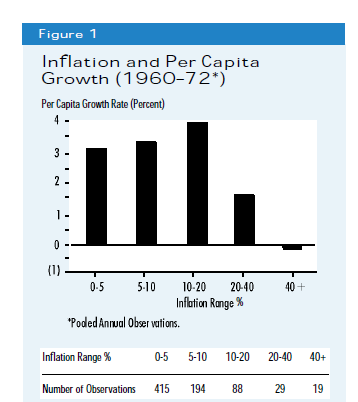 Figure 1
Inflation and Per Capita
Growth (1960-72*)
Per Capita Growth Rate (Percent)
4
3
2
1
0
(1)
0-5 5-10 10-20 20-40 40+
Inflation Range %
*Pooled Annual Observations.
Inflation Range % 0-5 5-10 10-20 20-40 40+
Number of Observations 415 194 88 29 19